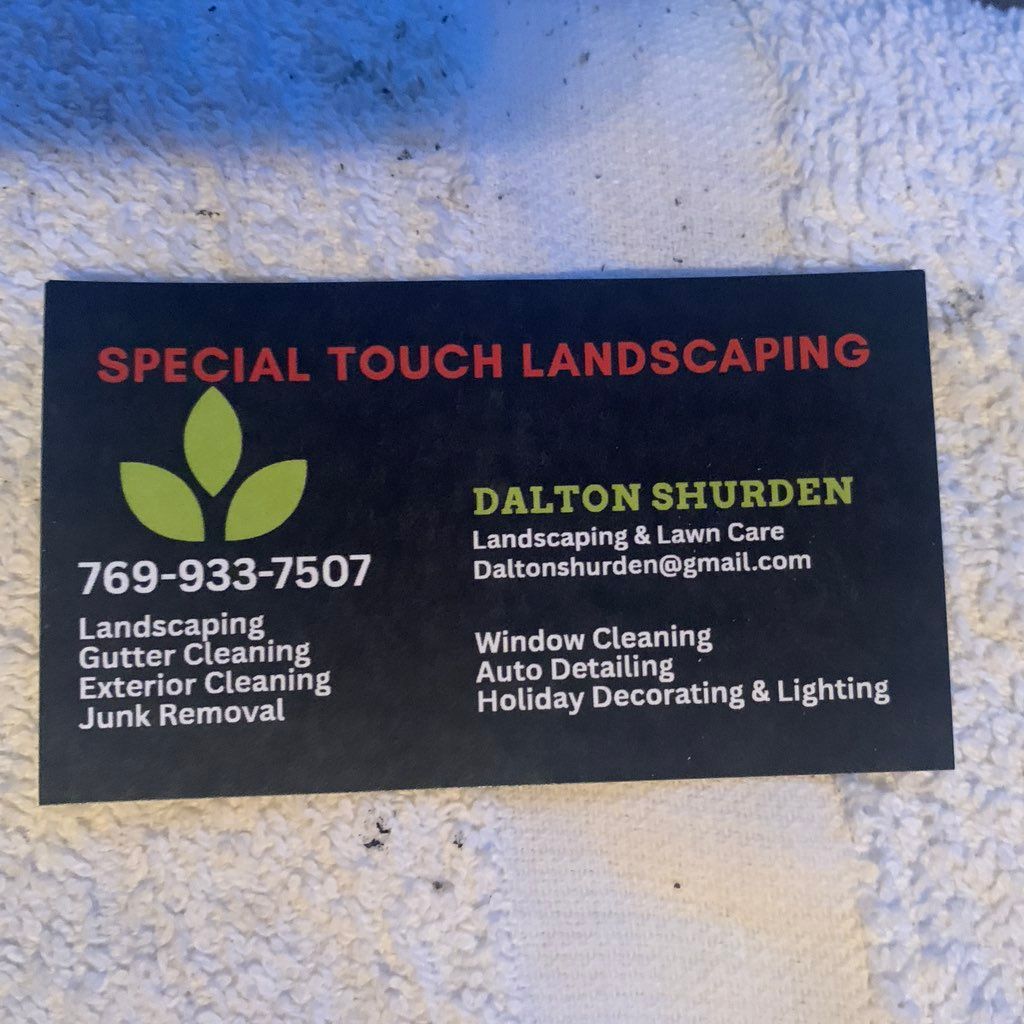 SPECIAL TOUCH LANDSCAPING
769-933-7507
Landscaping
Gutter Cleaning
Exterior Cleaning
Junk Removal
DALTON SHURDEN
Landscaping & Lawn Care
Daltonshurden@gmail.com
Window Cleaning
Auto Detailing
Holiday Decorating & Lighting